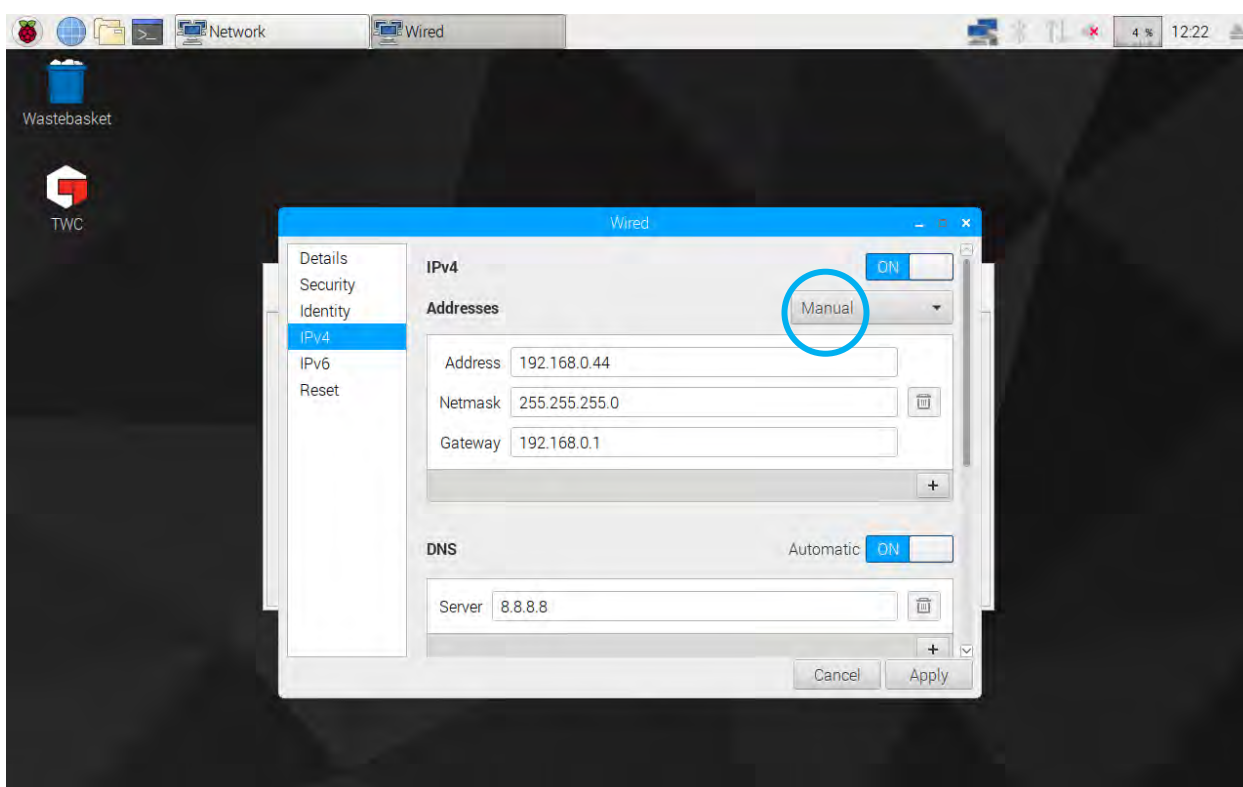 Network Wired 4 % 12:22
Wastebasket
TWC
Wired
Details
Security
Identity
IPv4
IPv6
Reset
IPv4 ON
Addresses Manual
Address 192.168.0.44
Netmask 255.255.255.0
Gateway 192.168.0.1
+
DNS Automatic ON
Server 8.8.8.8
+
Cancel Apply